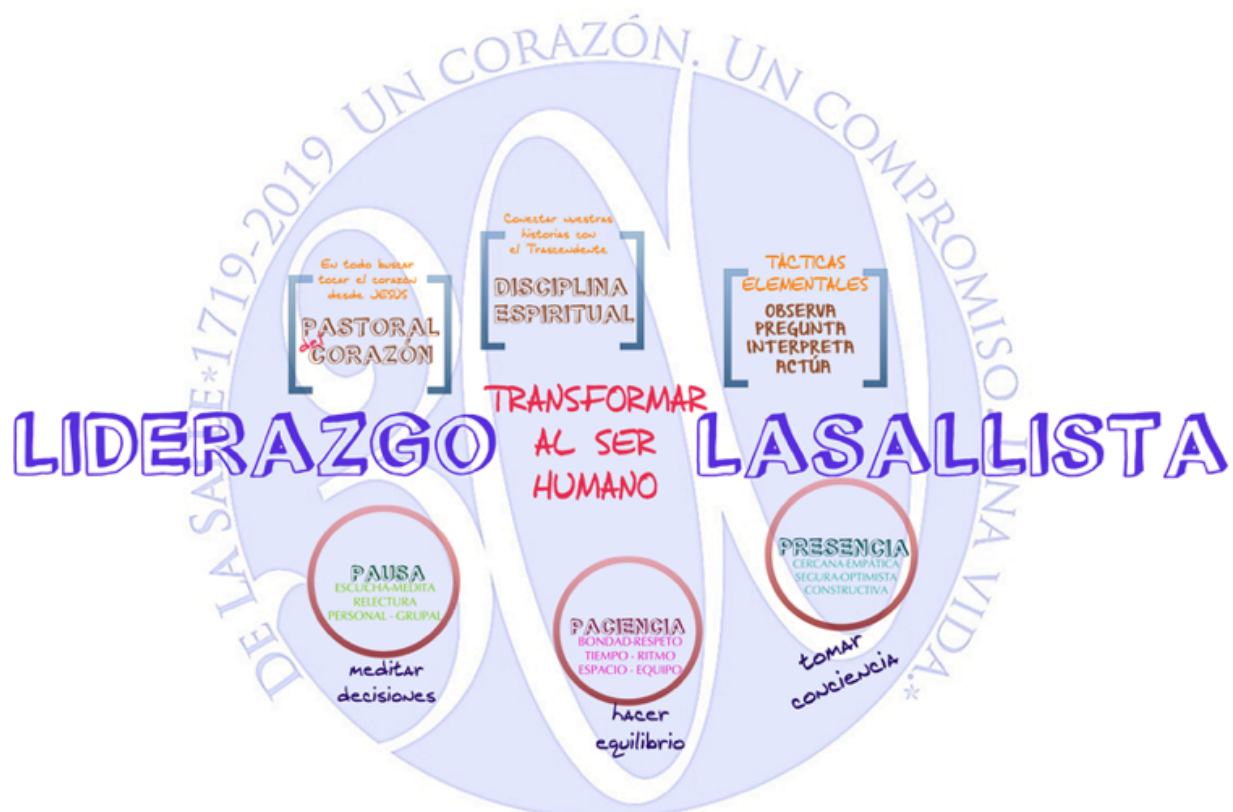 DE LA SALLE*1719-2019 UN CORAZÓN. UN COMPROMISO. UNA VIDA.*
En todo buscar
tocar el corazón
desde JESÚS
PASTORAL
del
CORAZÓN
Conectar nuestras
historias con
el Trascendente
DISCIPLINA
ESPIRITUAL
TÁCTICAS
ELEMENTALES
OBSERVA
PREGUNTA
INTERPRETA
ACTÚA
LIDERAZGO
TRANSFORMAR
AL SER
HUMANO
LASALLISTA
PAUSA
ESCUCHA-MEDITA
RELECTURA
PERSONAL - GRUPAL
meditar
decisiones
PACIENCIA
BONDAD-RESPETO
TIEMPO - RITMO
ESPACIO - EQUIPO
hacer
equilibrio
PRESENCIA
CERCANA-EMPÁTICA
SEGURA-OPTIMISTA
CONSTRUCTIVA
tomar
conciencia